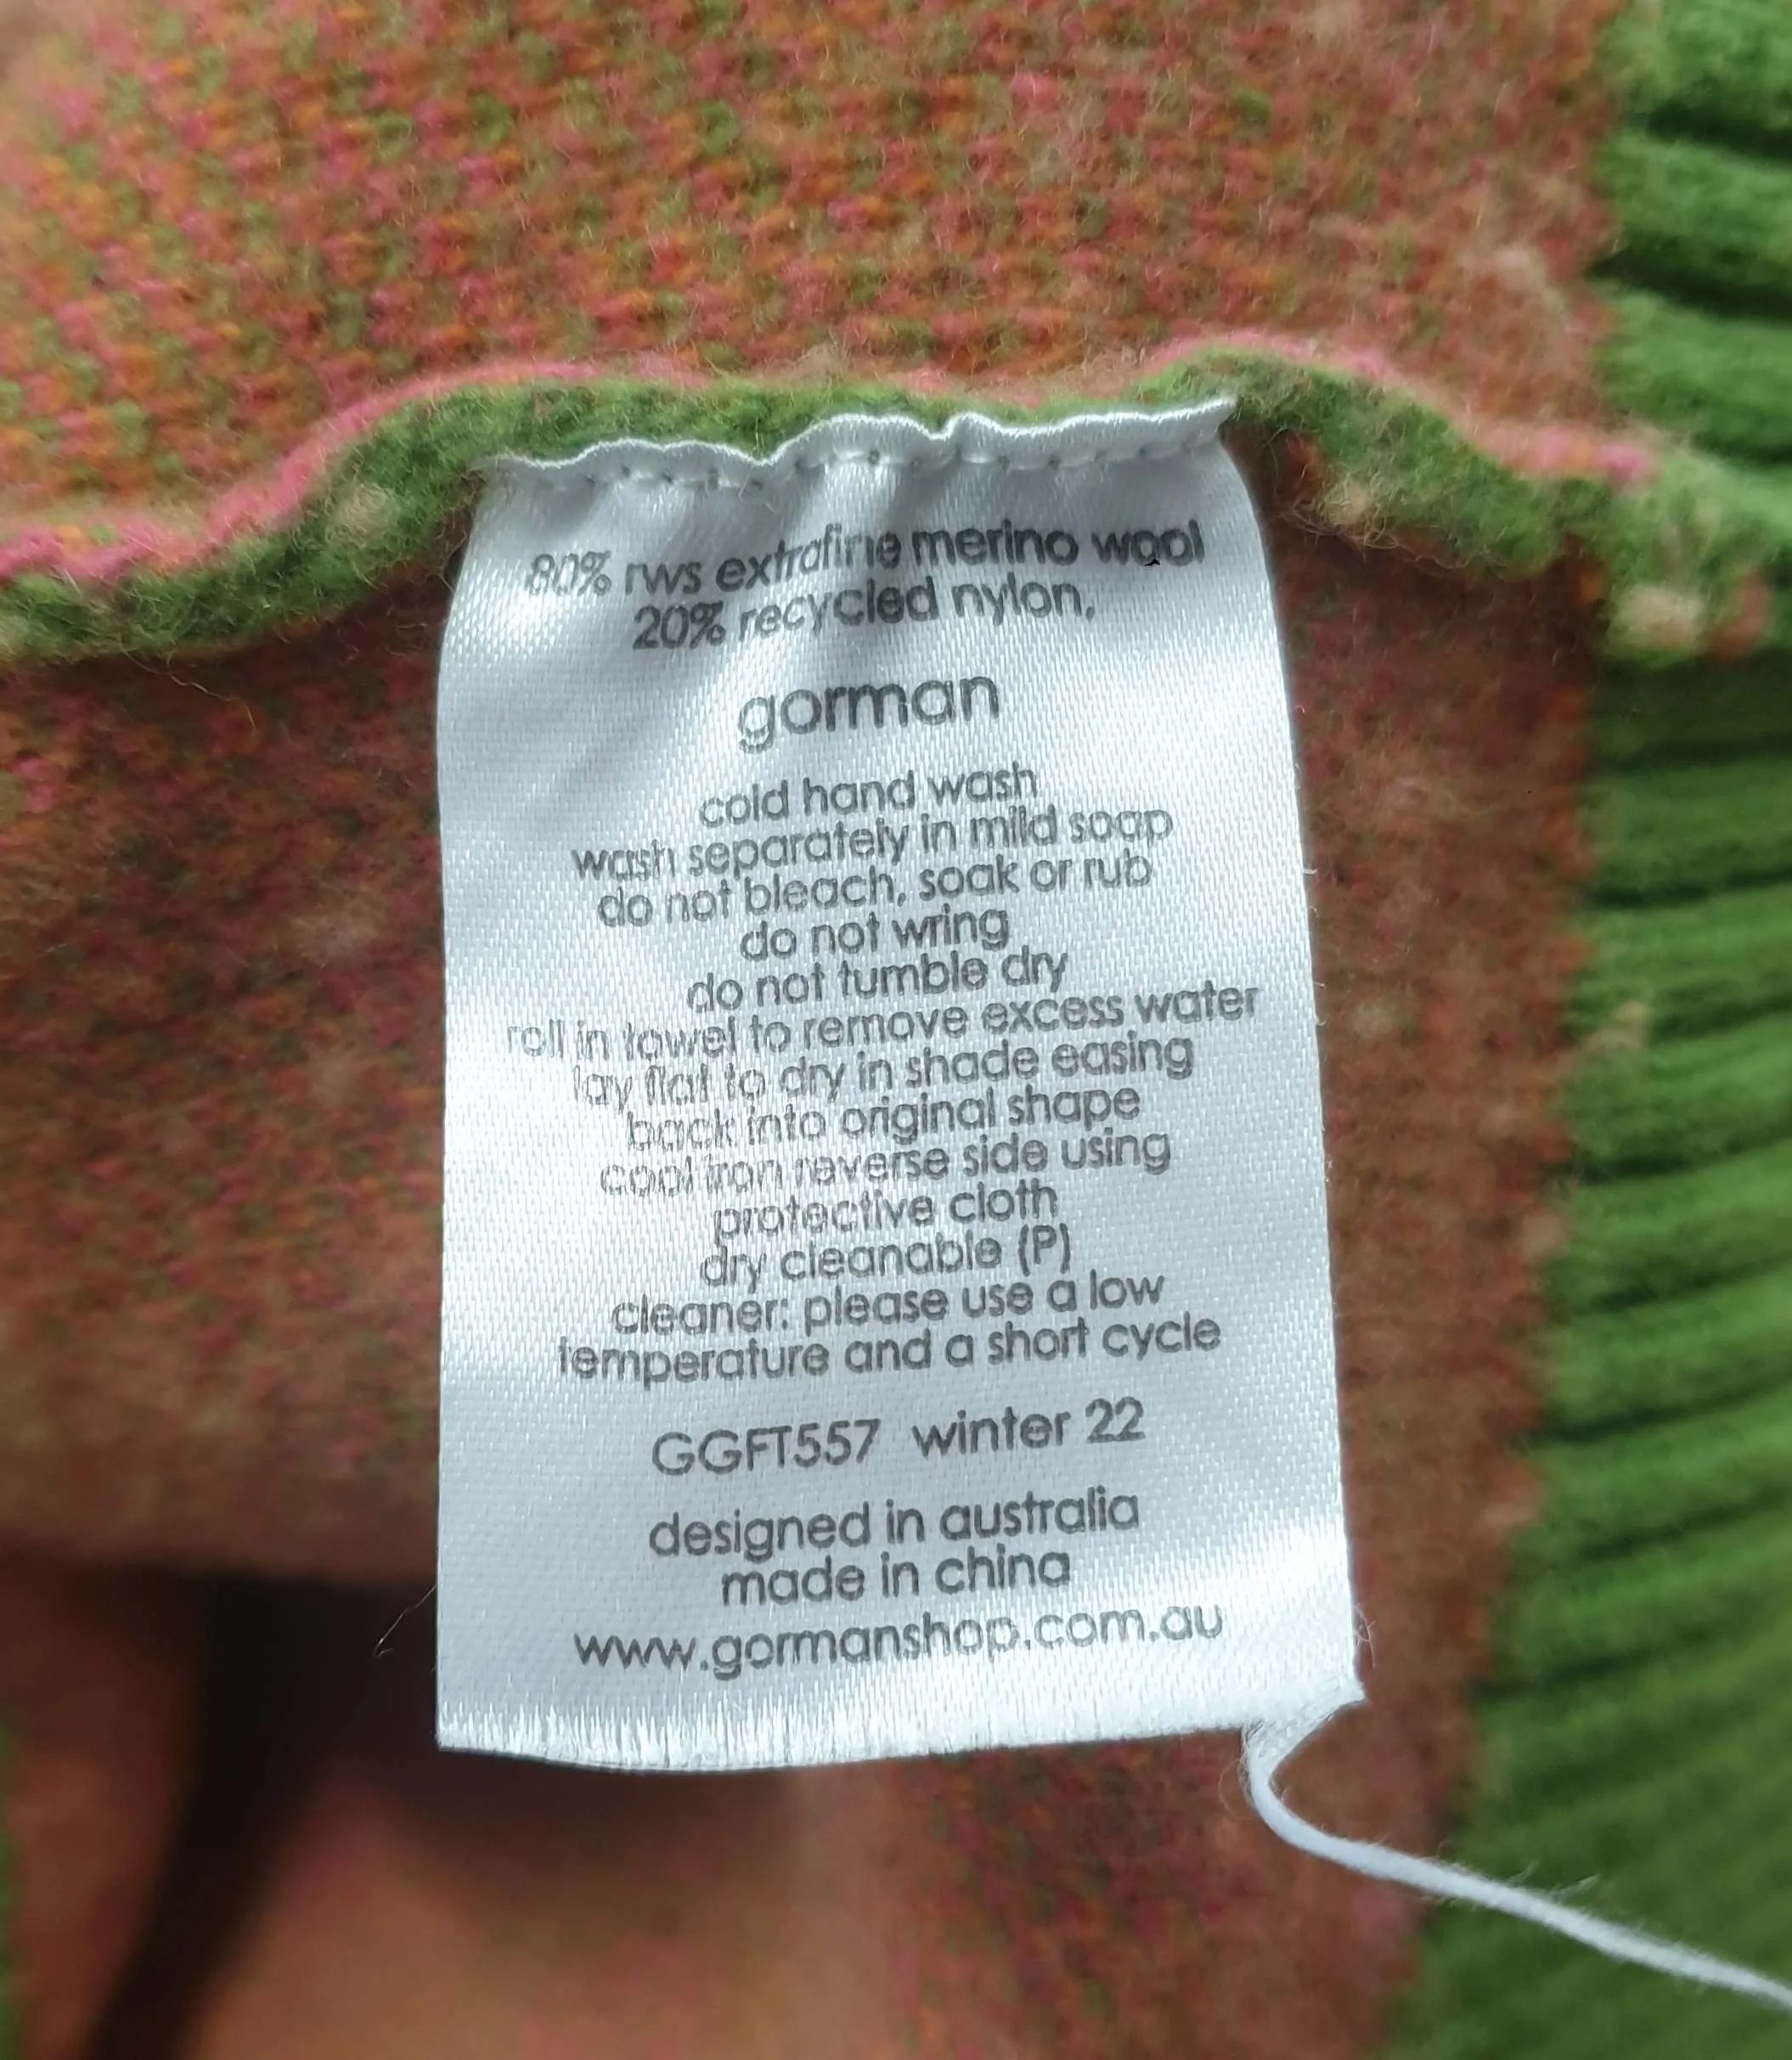 80% rws extrafine merino wool
20% recycled nylon,
gorman
cold hand wash
wash separately in mild soap
do not bleach, soak or rub
do not wring
do not tumble dry
roll in towel to remove excess water
lay flat to dry in shade easing
back into original shape
cool iron reverse side using
protective cloth
dry cleanable (P)
cleaner: please use a low
temperature and a short cycle
GGFT557 winter 22
designed in australia
made in china
www.gormanshop.com.au